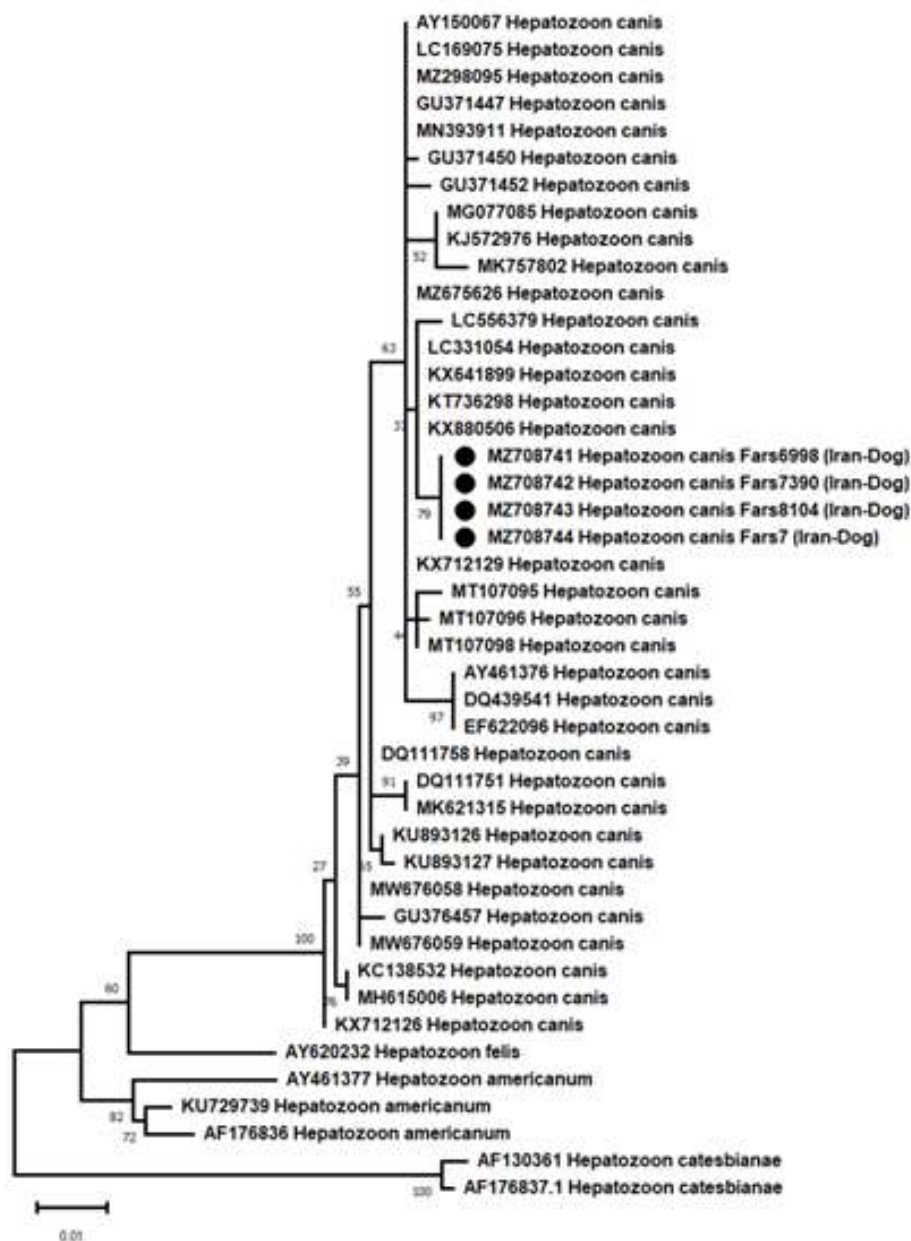 AY150067 Hepatozoon canis
LC169075 Hepatozoon canis
MZ298095 Hepatozoon canis
GU371447 Hepatozoon canis
MN393911 Hepatozoon canis
GU371450 Hepatozoon canis
GU371452 Hepatozoon canis
MG077085 Hepatozoon canis
KJ572976 Hepatozoon canis
52
MK757802 Hepatozoon canis
MZ675626 Hepatozoon canis
LC556379 Hepatozoon canis
63
LC331054 Hepatozoon canis
KX641899 Hepatozoon canis
KT736298 Hepatozoon canis
KX880506 Hepatozoon canis
MZ708741 Hepatozoon canis Fars6998 (Iran-Dog)
MZ708742 Hepatozoon canis Fars7390 (Iran-Dog)
79
MZ708743 Hepatozoon canis Fars8104 (Iran-Dog)
MZ708744 Hepatozoon canis Fars7 (Iran-Dog)
KX712129 Hepatozoon canis
55
MT107095 Hepatozoon canis
MT107096 Hepatozoon canis
MT107098 Hepatozoon canis
AY461376 Hepatozoon canis
DQ439541 Hepatozoon canis
97
EF622096 Hepatozoon canis
DQ111758 Hepatozoon canis
39
91
DQ111751 Hepatozoon canis
MK621315 Hepatozoon canis
KU893126 Hepatozoon canis
27
KU893127 Hepatozoon canis
MW676058 Hepatozoon canis
GU376457 Hepatozoon canis
100
MW676059 Hepatozoon canis
KC138532 Hepatozoon canis
60
MH615006 Hepatozoon canis
KX712126 Hepatozoon canis
AY620232 Hepatozoon felis
AY461377 Hepatozoon americanum
82
KU729739 Hepatozoon americanum
72
AF176836 Hepatozoon americanum
AF130361 Hepatozoon catesbianae
100
AF176837.1 Hepatozoon catesbianae
0.01